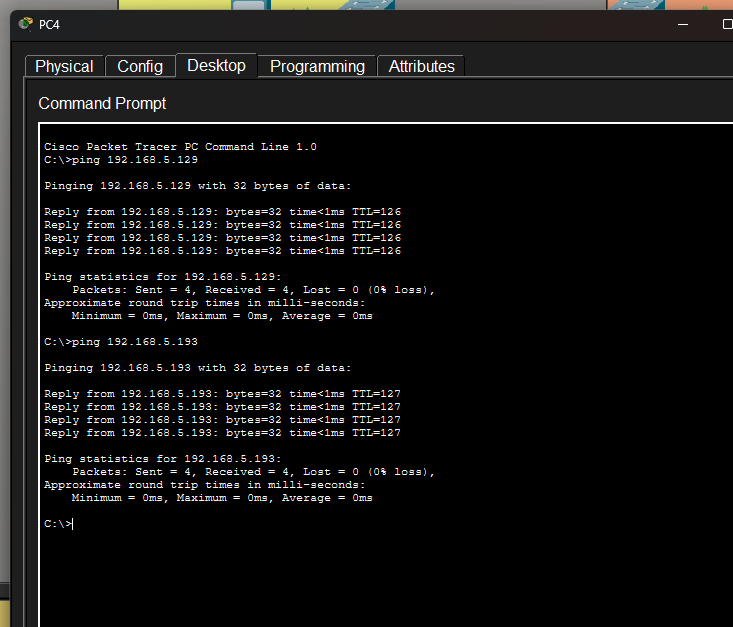 PC4
Physical Config Desktop Programming Attributes
Command Prompt
Cisco Packet Tracer PC Command Line 1.0
C:\>ping 192.168.5.129
Pinging 192.168.5.129 with 32 bytes of data:
Reply from 192.168.5.129: bytes=32 time<1ms TTL=126
Reply from 192.168.5.129: bytes=32 time<1ms TTL=126
Reply from 192.168.5.129: bytes=32 time<1ms TTL=126
Reply from 192.168.5.129: bytes=32 time<1ms TTL=126
Ping statistics for 192.168.5.129:
Packets: Sent = 4, Received = 4, Lost = 0 (0% loss),
Approximate round trip times in milli-seconds:
Minimum = 0ms, Maximum = 0ms, Average = 0ms
C:\>ping 192.168.5.193
Pinging 192.168.5.193 with 32 bytes of data:
Reply from 192.168.5.193: bytes=32 time<1ms TTL=127
Reply from 192.168.5.193: bytes=32 time<1ms TTL=127
Reply from 192.168.5.193: bytes=32 time<1ms TTL=127
Reply from 192.168.5.193: bytes=32 time<1ms TTL=127
Ping statistics for 192.168.5.193:
Packets: Sent = 4, Received = 4, Lost = 0 (0% loss),
Approximate round trip times in milli-seconds:
Minimum = 0ms, Maximum = 0ms, Average = 0ms
C:\>